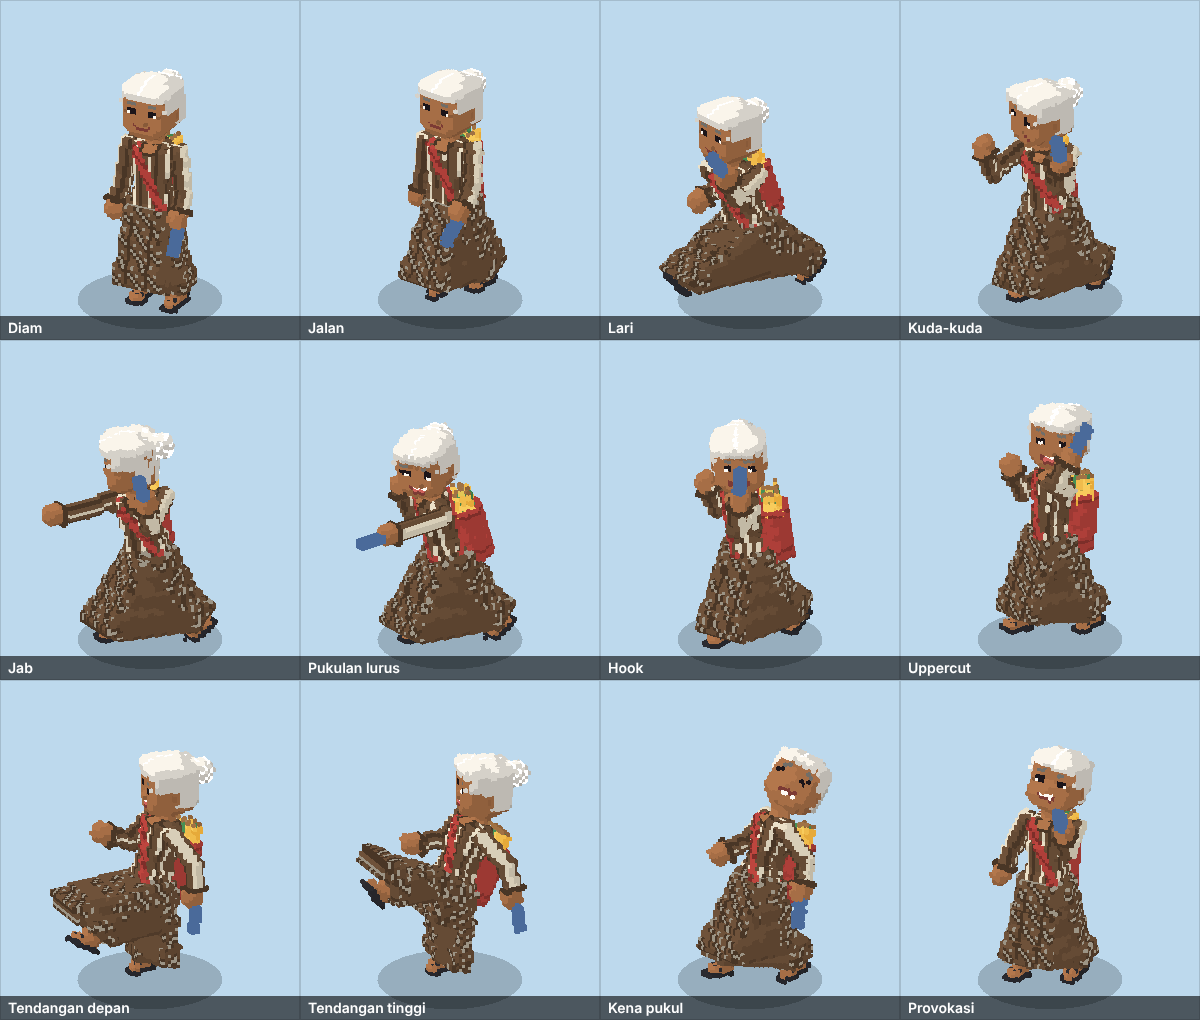 Diam
Jalan
Lari
Kuda-kuda
Jab
Pukulan lurus
Hook
Uppercut
Tendangan depan
Tendangan tinggi
Kena pukul
Provokasi